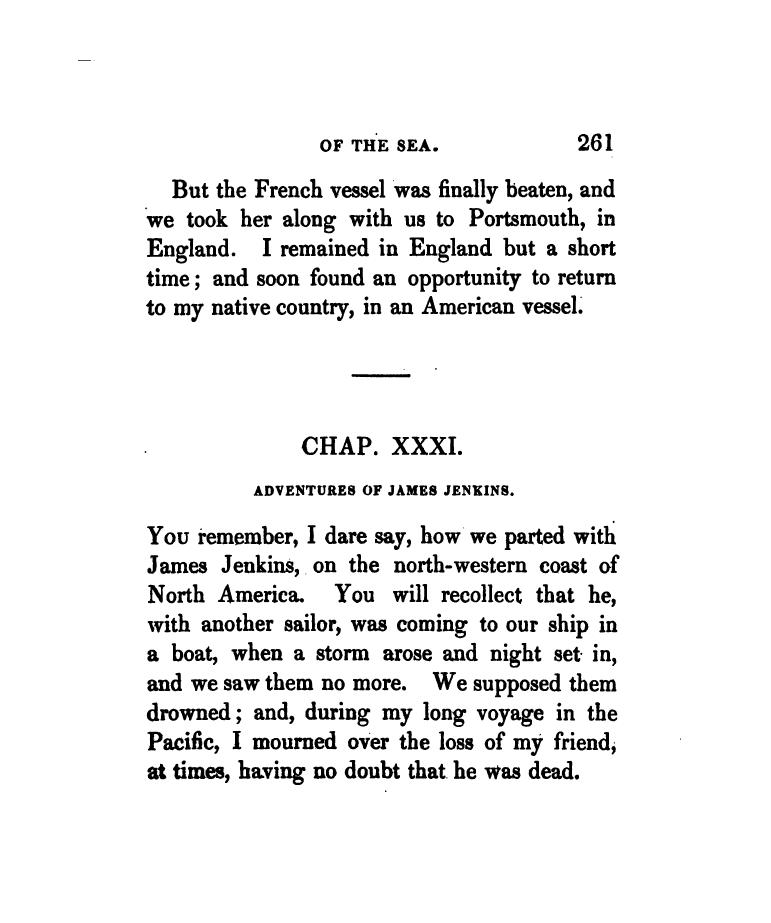 OF THE SEA. 261
But the French vessel was finally beaten, and
we took her along with us to Portsmouth, in
England. I remained in England but a short
time; and soon found an opportunity to return
to my native country, in an American vessel.
CHAP. XXXI.
ADVENTURES OF JAMES JENKINS.
You remember, I dare say, how we parted with
James Jenkins, on the north-western coast of
North America. You will recollect that he,
with another sailor, was coming to our ship in
a boat, when a storm arose and night set in,
and we saw them no more. We supposed them
drowned; and, during my long voyage in the
Pacific, I mourned over the loss of my friend,
at times, having no doubt that he was dead.